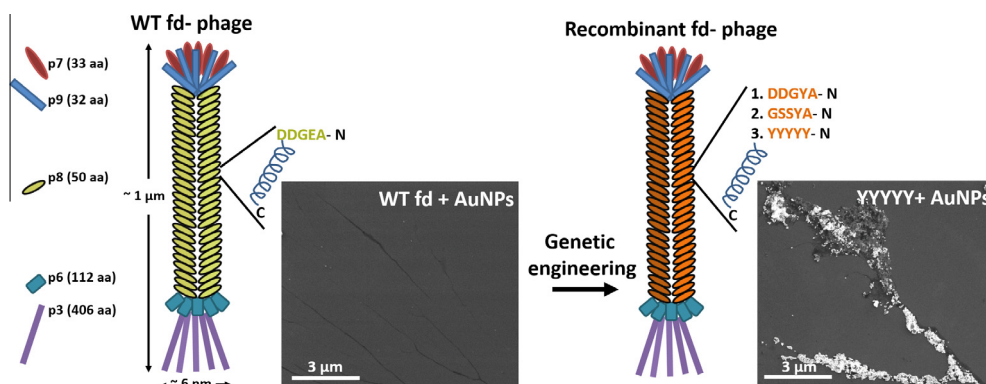 WT fd- phage
p7 (33 aa)
p9 (32 aa)
p8 (50 aa)
~ 1 µm
p6 (112 aa)
p3 (406 aa)
~ 6 nm
DDGEA- N
C
WT fd + AuNPs
3 µm
Genetic
engineering
Recombinant fd- phage
1. DDGYA- N
2. GSSYA- N
3. YYYYY- N
C
YYYYY+ AuNPs
3 µm